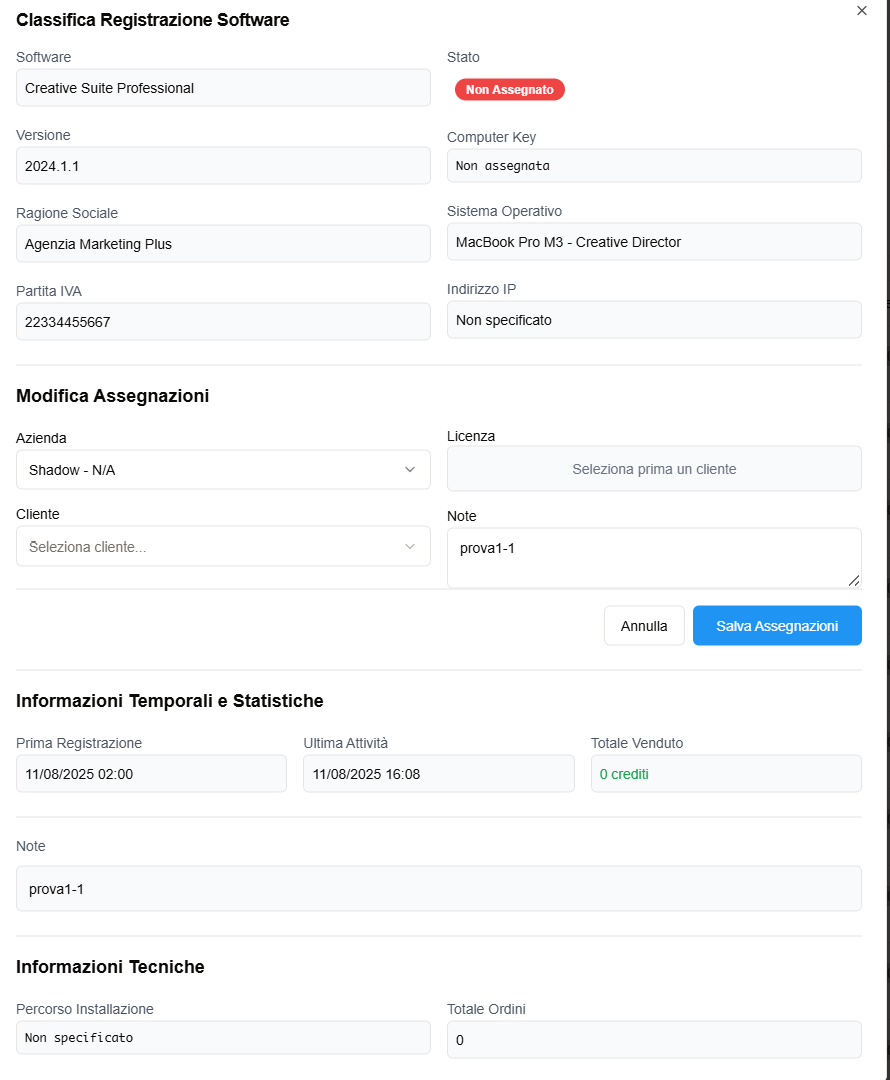 Classifica Registrazione Software
Software
Creative Suite Professional
Stato
Non Assegnato
Versione
2024.1.1
Computer Key
Non assegnata
Ragione Sociale
Agenzia Marketing Plus
Sistema Operativo
MacBook Pro M3 - Creative Director
Partita IVA
22334455667
Indirizzo IP
Non specificato
Modifica Assegnazioni
Azienda
Shadow - N/A
Licenza
Seleziona prima un cliente
Cliente
Seleziona cliente...
Note
prova1-1
Annulla
Salva Assegnazioni
Informazioni Temporali e Statistiche
Prima Registrazione
11/08/2025 02:00
Ultima Attività
11/08/2025 16:08
Totale Venduto
0 crediti
Note
prova1-1
Informazioni Tecniche
Percorso Installazione
Non specificato
Totale Ordini
0